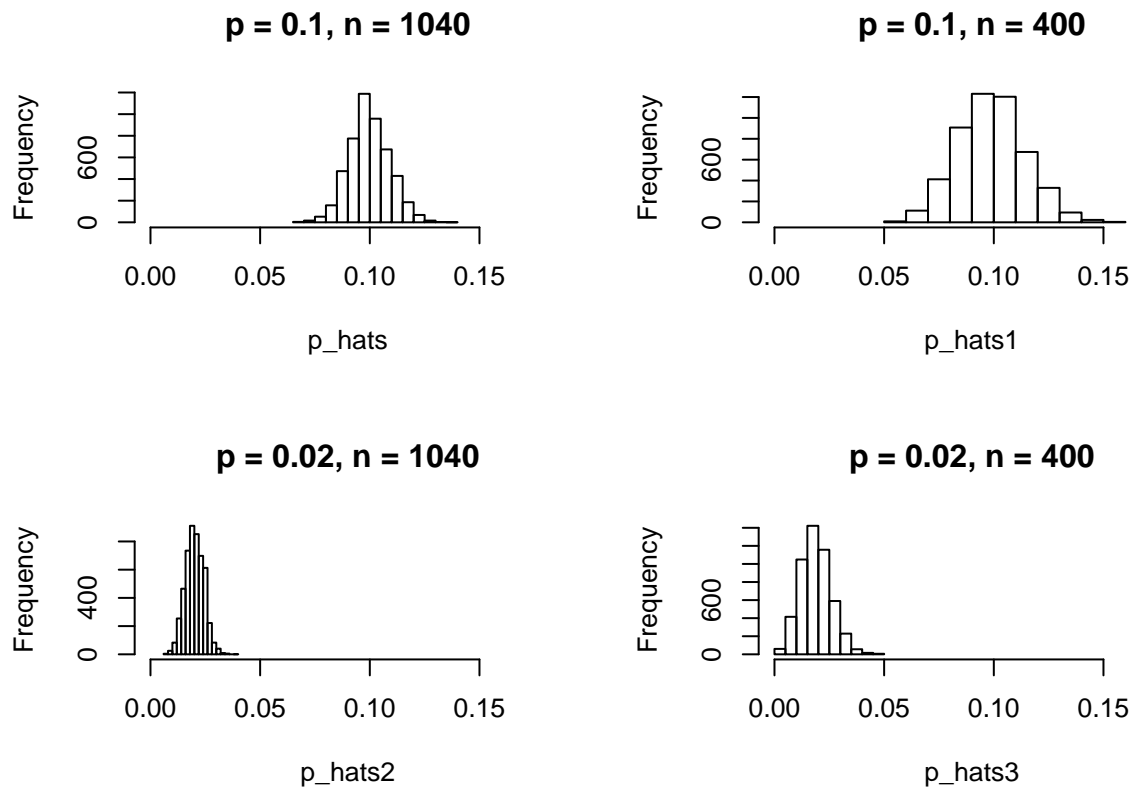 p = 0.1, n = 1040
Frequency
0 600
0.00 0.05 0.10 0.15
p_hats
p = 0.1, n = 400
Frequency
0 600
0.00 0.05 0.10 0.15
p_hats1
p = 0.02, n = 1040
Frequency
0 400
0.00 0.05 0.10 0.15
p_hats2
p = 0.02, n = 400
Frequency
0 600
0.00 0.05 0.10 0.15
p_hats3